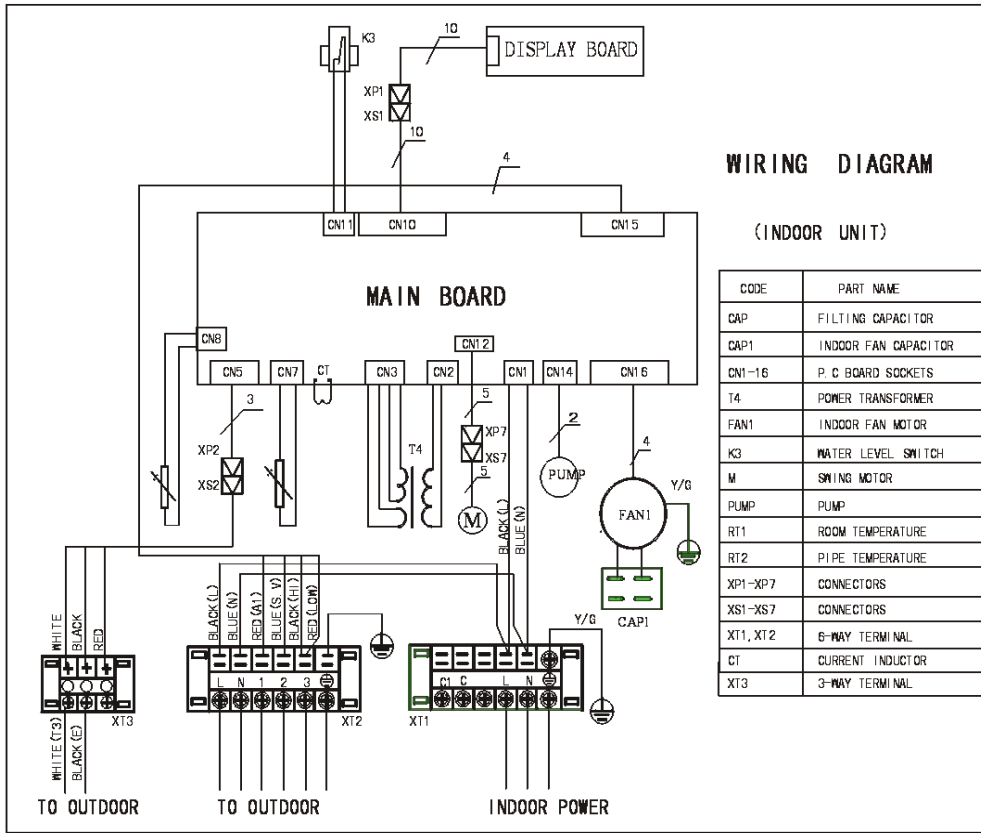 K3
10
DISPLAY BOARD
XP1
XS1
10
4
WIRING DIAGRAM
(INDOOR UNIT)
CN11
CN10
CN15
MAIN BOARD
CN8
CN12
CN5
CN7
CT
CN3
CN2
CN1
CN14
CN16
3
5
2
4
XP2
XS2
T4
XP7
XS7
5
PUMP
M
FAN1
Y/G
CAP1
BLACK(L)
BLUE(N)
WHITE
BLACK
RED
BLACK(L)
BLUE(N)
RED(A1)
BLUE(S.V)
BLACK(HI)
RED(LOW)
Y/G
L N 1 2 3
C1 C L N
XT3
XT2
XT1
WHITE(T3)
BLACK(E)
TO OUTDOOR
TO OUTDOOR
INDOOR POWER
CODE PART NAME
CAP FILTING CAPACITOR
CAP1 INDOOR FAN CAPACITOR
CN1-16 P.C BOARD SOCKETS
T4 POWER TRANSFORMER
FAN1 INDOOR FAN MOTOR
K3 WATER LEVEL SWITCH
M SWING MOTOR
PUMP PUMP
RT1 ROOM TEMPERATURE
RT2 PIPE TEMPERATURE
XP1-XP7 CONNECTORS
XS1-XS7 CONNECTORS
XT1,XT2 6-WAY TERMINAL
CT CURRENT INDUCTOR
XT3 3-WAY TERMINAL